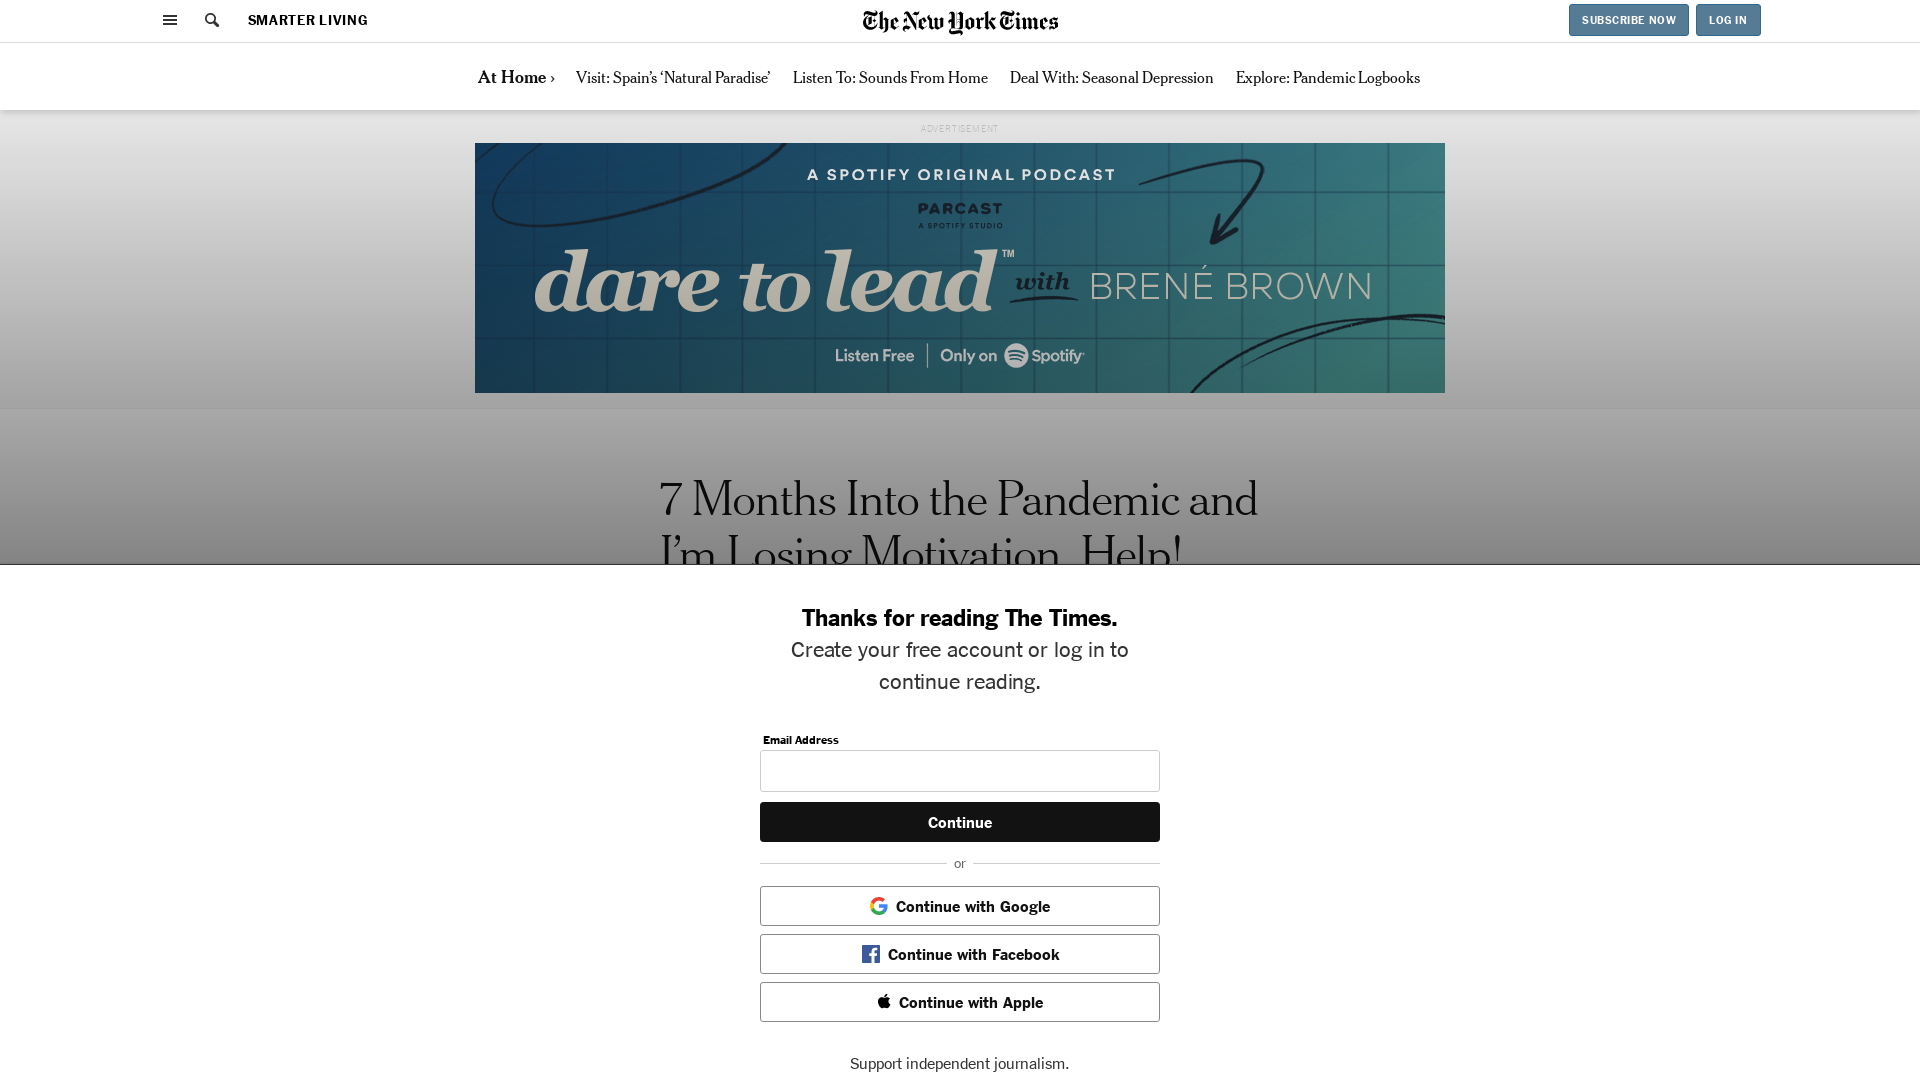 SMARTER LIVING
The New York Times
SUBSCRIBE NOW
LOG IN
At Home ›
Visit: Spain’s ‘Natural Paradise’
Listen To: Sounds From Home
Deal With: Seasonal Depression
Explore: Pandemic Logbooks
ADVERTISEMENT
A SPOTIFY ORIGINAL PODCAST
PARCAST
A SPOTIFY STUDIO
dare to lead™ with BRENÉ BROWN
Listen Free | Only on Spotify
7 Months Into the Pandemic and
I’m Losing Motivation. Help!
Thanks for reading The Times.
Create your free account or log in to
continue reading.
Email Address
Continue
or
Continue with Google
Continue with Facebook
Continue with Apple
Support independent journalism.